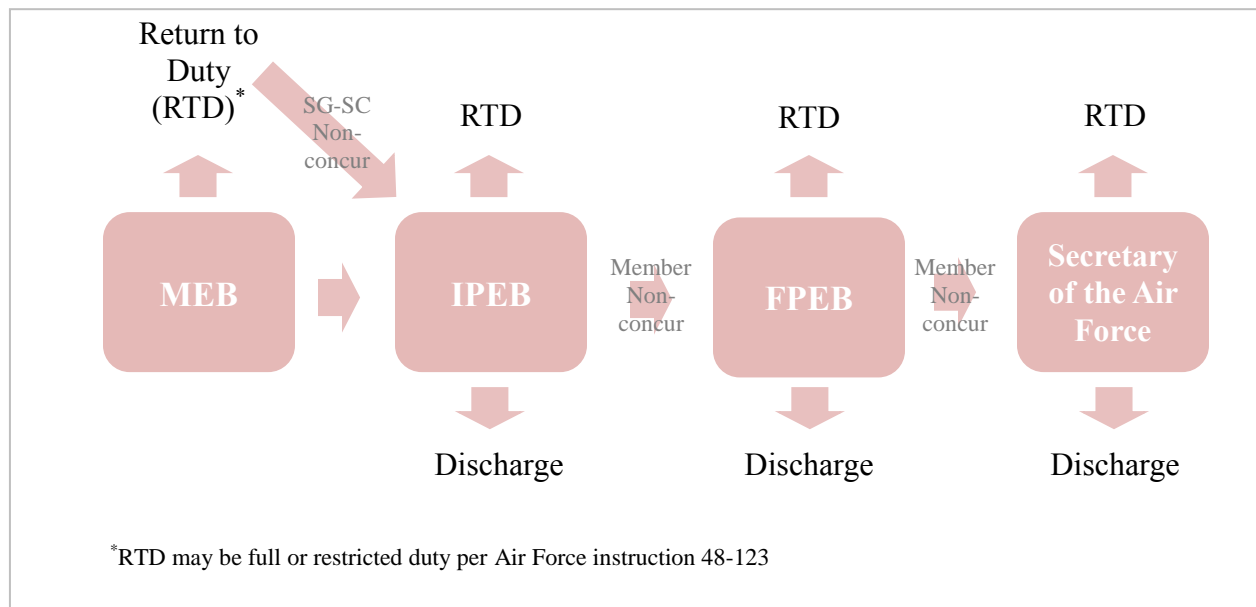 Return to
Duty
(RTD)*
SG-SC
Non-
concur
RTD
RTD
RTD
MEB
IPEB
Member
Non-
concur
FPEB
Member
Non-
concur
Secretary
of the Air
Force
Discharge
Discharge
Discharge
*RTD may be full or restricted duty per Air Force instruction 48-123